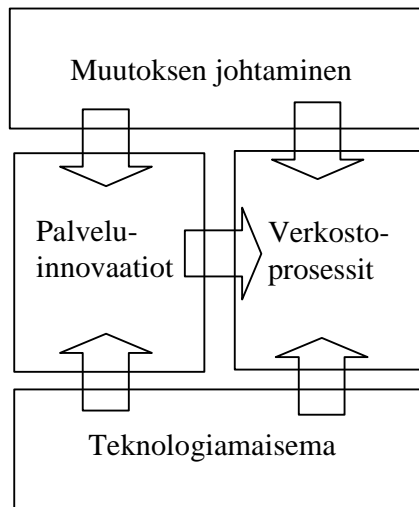 Muutoksen johtaminen
Palvelu-
innovaatiot
Verkosto-
prosessit
Teknologiamaisema